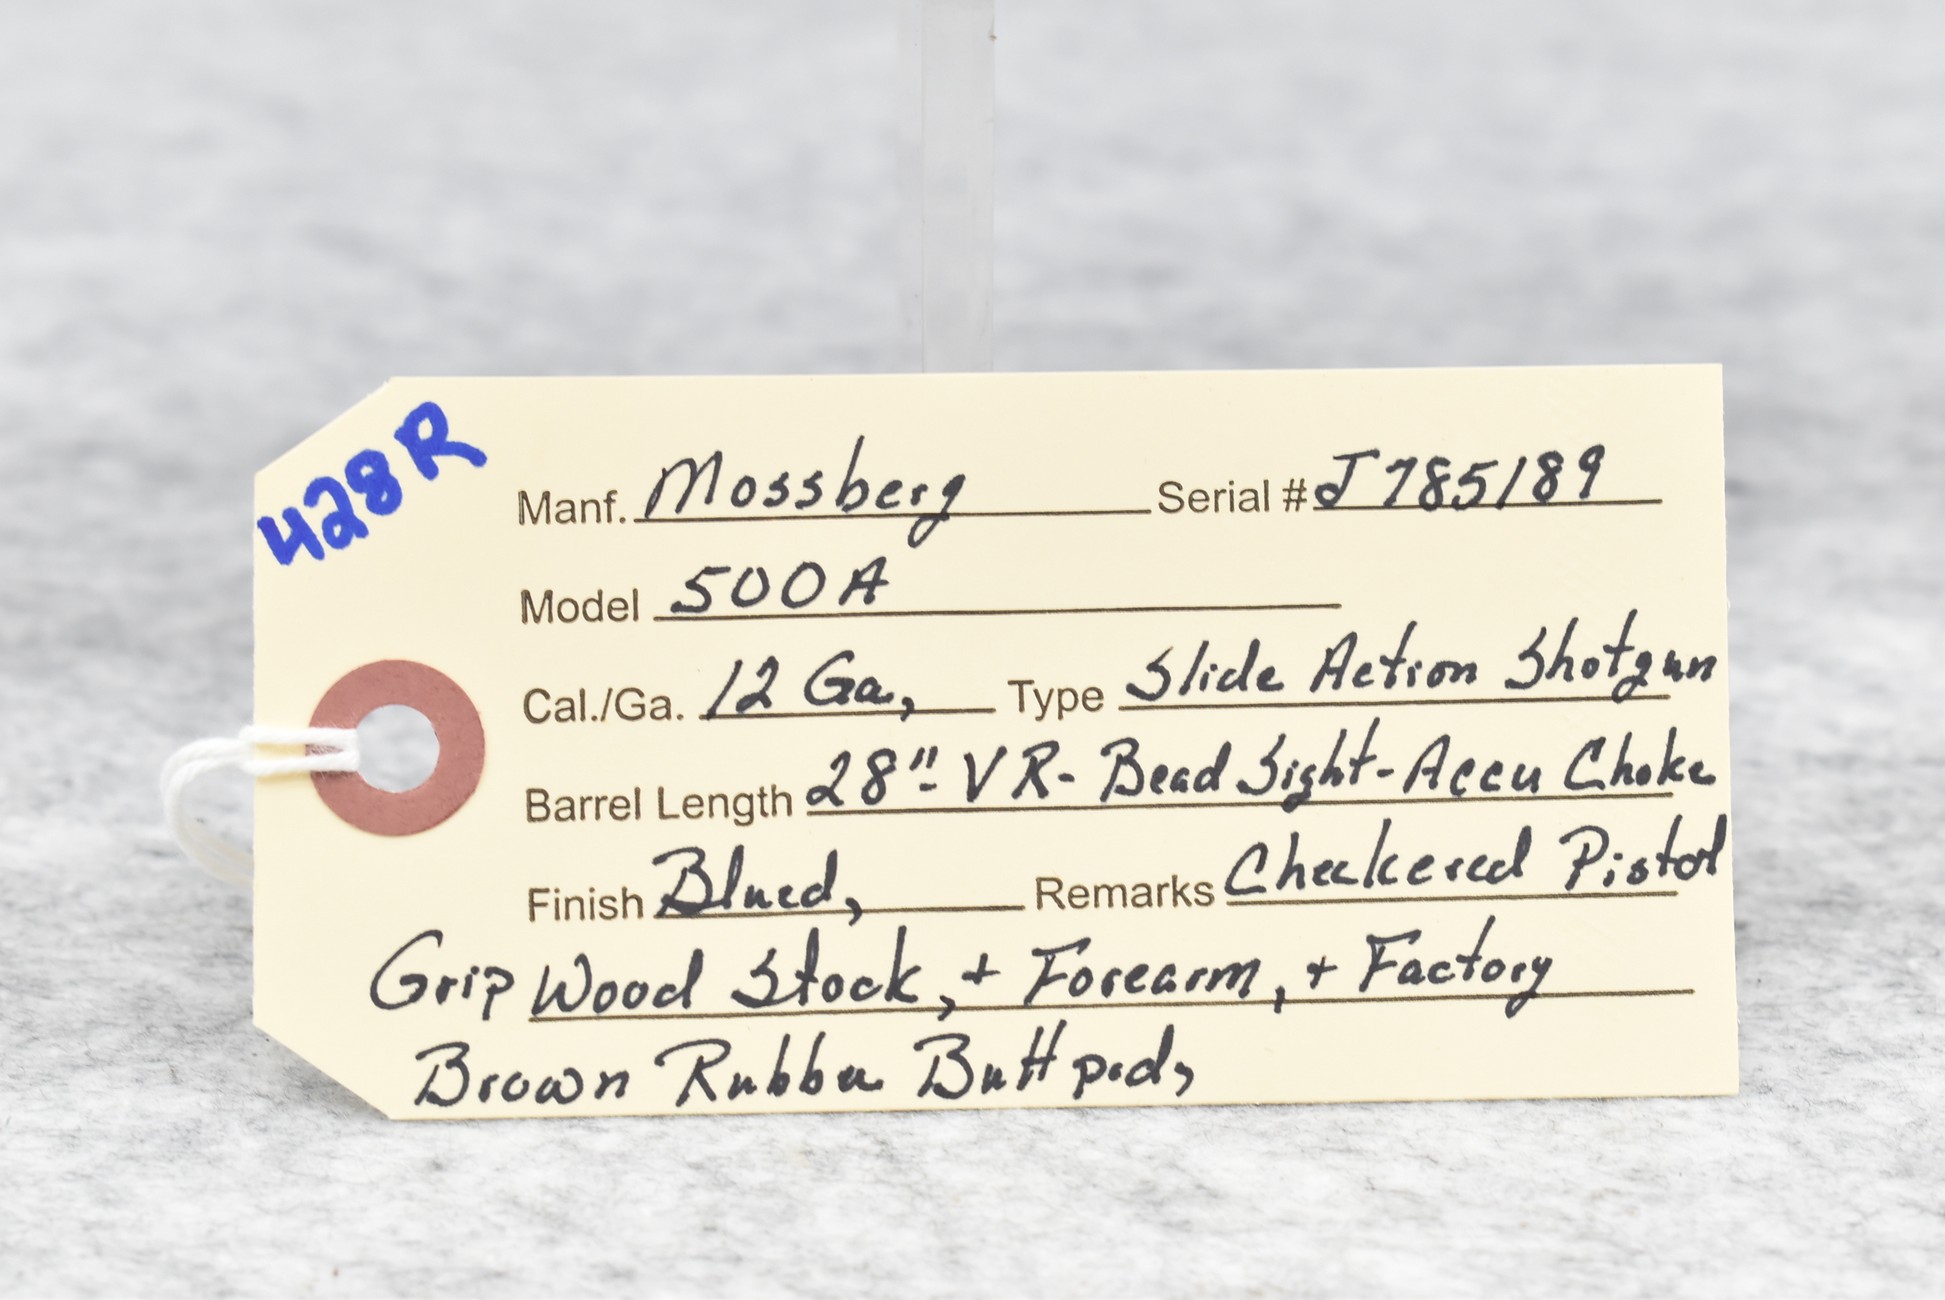 428R
Manf. Mossberg Serial # J785189
Model 500A
Cal./Ga. 12 Ga, Type Slide Action Shotgun
Barrel Length 28"- VR- Bead Sight- Accu Choke
Finish Blued, Remarks Checkered Pistol
Grip Wood Stock, + Forearm, + Factory
Brown Rubber Buttpad,